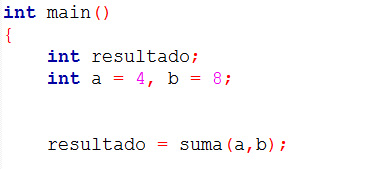 int main()
{
    int resultado;
    int a = 4, b = 8;
    resultado = suma(a,b);